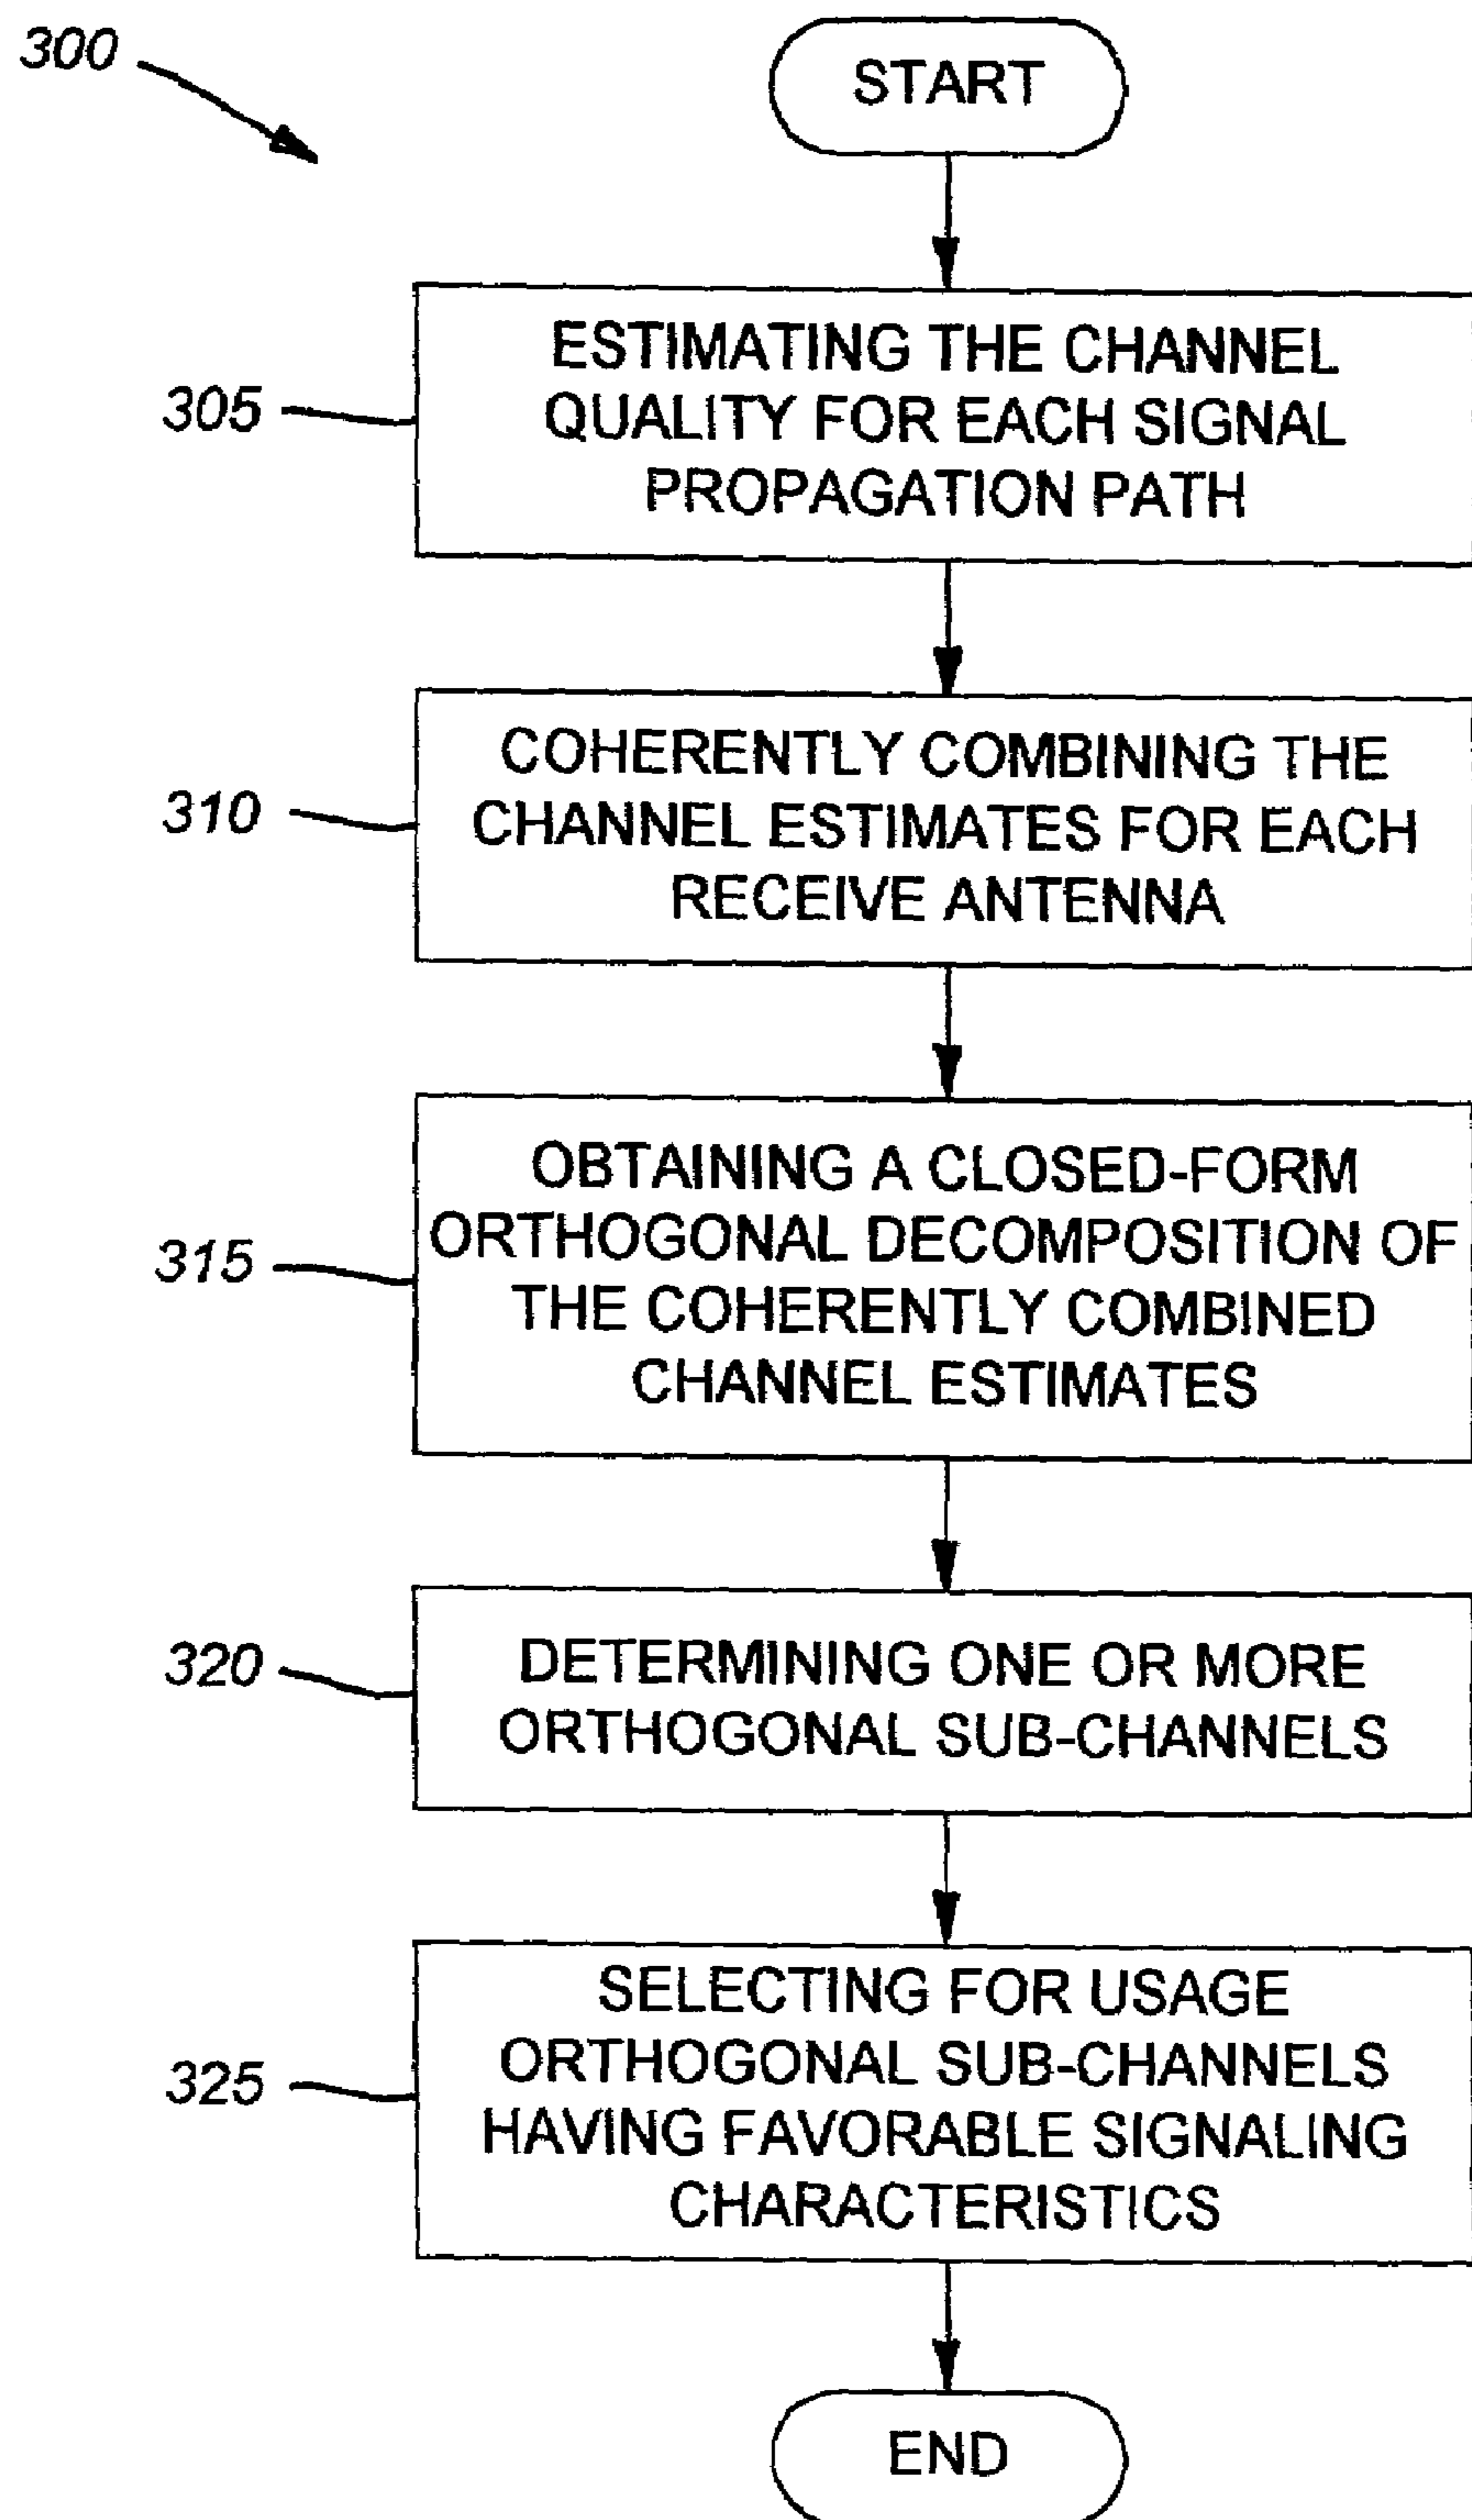 300
START
305
ESTIMATING THE CHANNEL
QUALITY FOR EACH SIGNAL
PROPAGATION PATH
310
COHERENTLY COMBINING THE
CHANNEL ESTIMATES FOR EACH
RECEIVE ANTENNA
315
OBTAINING A CLOSED-FORM
ORTHOGONAL DECOMPOSITION OF
THE COHERENTLY COMBINED
CHANNEL ESTIMATES
320
DETERMINING ONE OR MORE
ORTHOGONAL SUB-CHANNELS
325
SELECTING FOR USAGE
ORTHOGONAL SUB-CHANNELS
HAVING FAVORABLE SIGNALING
CHARACTERISTICS
END